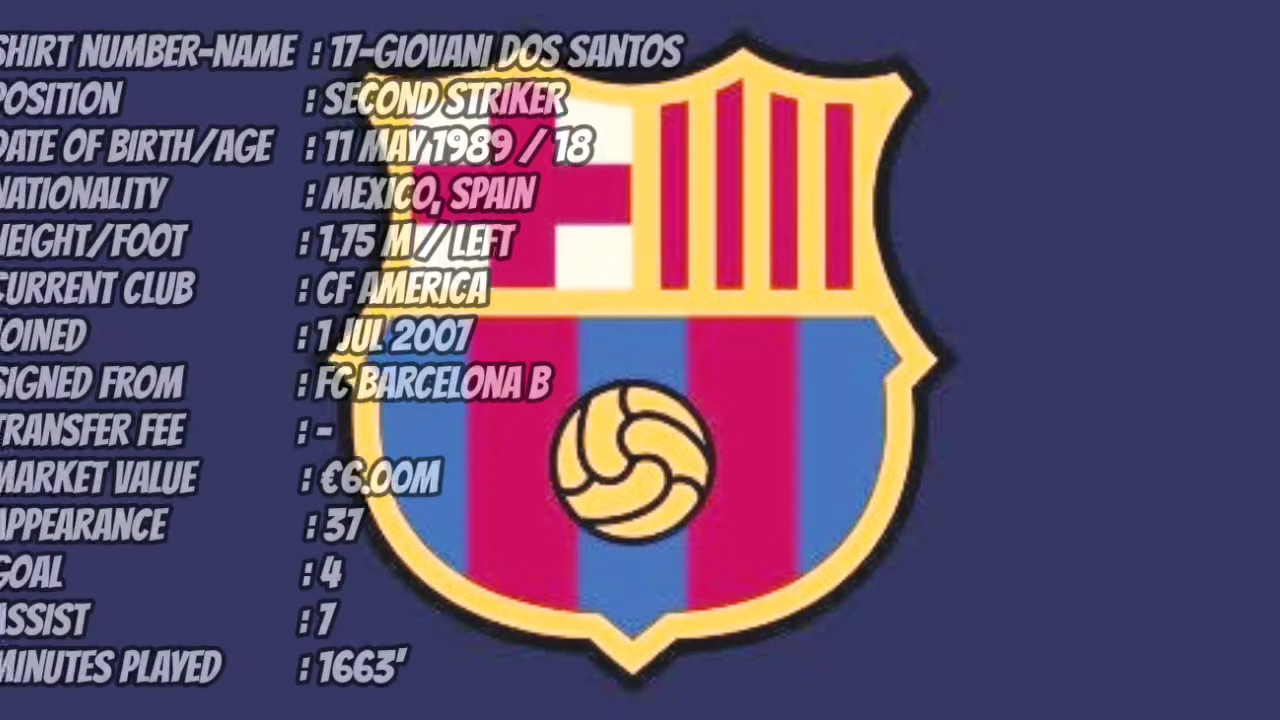 SHIRT NUMBER-NAME : 17-GIOVANI DOS SANTOS
POSITION : SECOND STRIKER
DATE OF BIRTH/AGE : 11 MAY 1989 / 18
NATIONALITY : MEXICO, SPAIN
HEIGHT/FOOT : 1,75 M / LEFT
CURRENT CLUB : CF AMERICA
JOINED : 1 JUL 2007
SIGNED FROM : FC BARCELONA B
TRANSFER FEE : -
MARKET VALUE : €6.00M
APPEARANCE : 37
GOAL : 4
ASSIST : 7
MINUTES PLAYED : 1663'